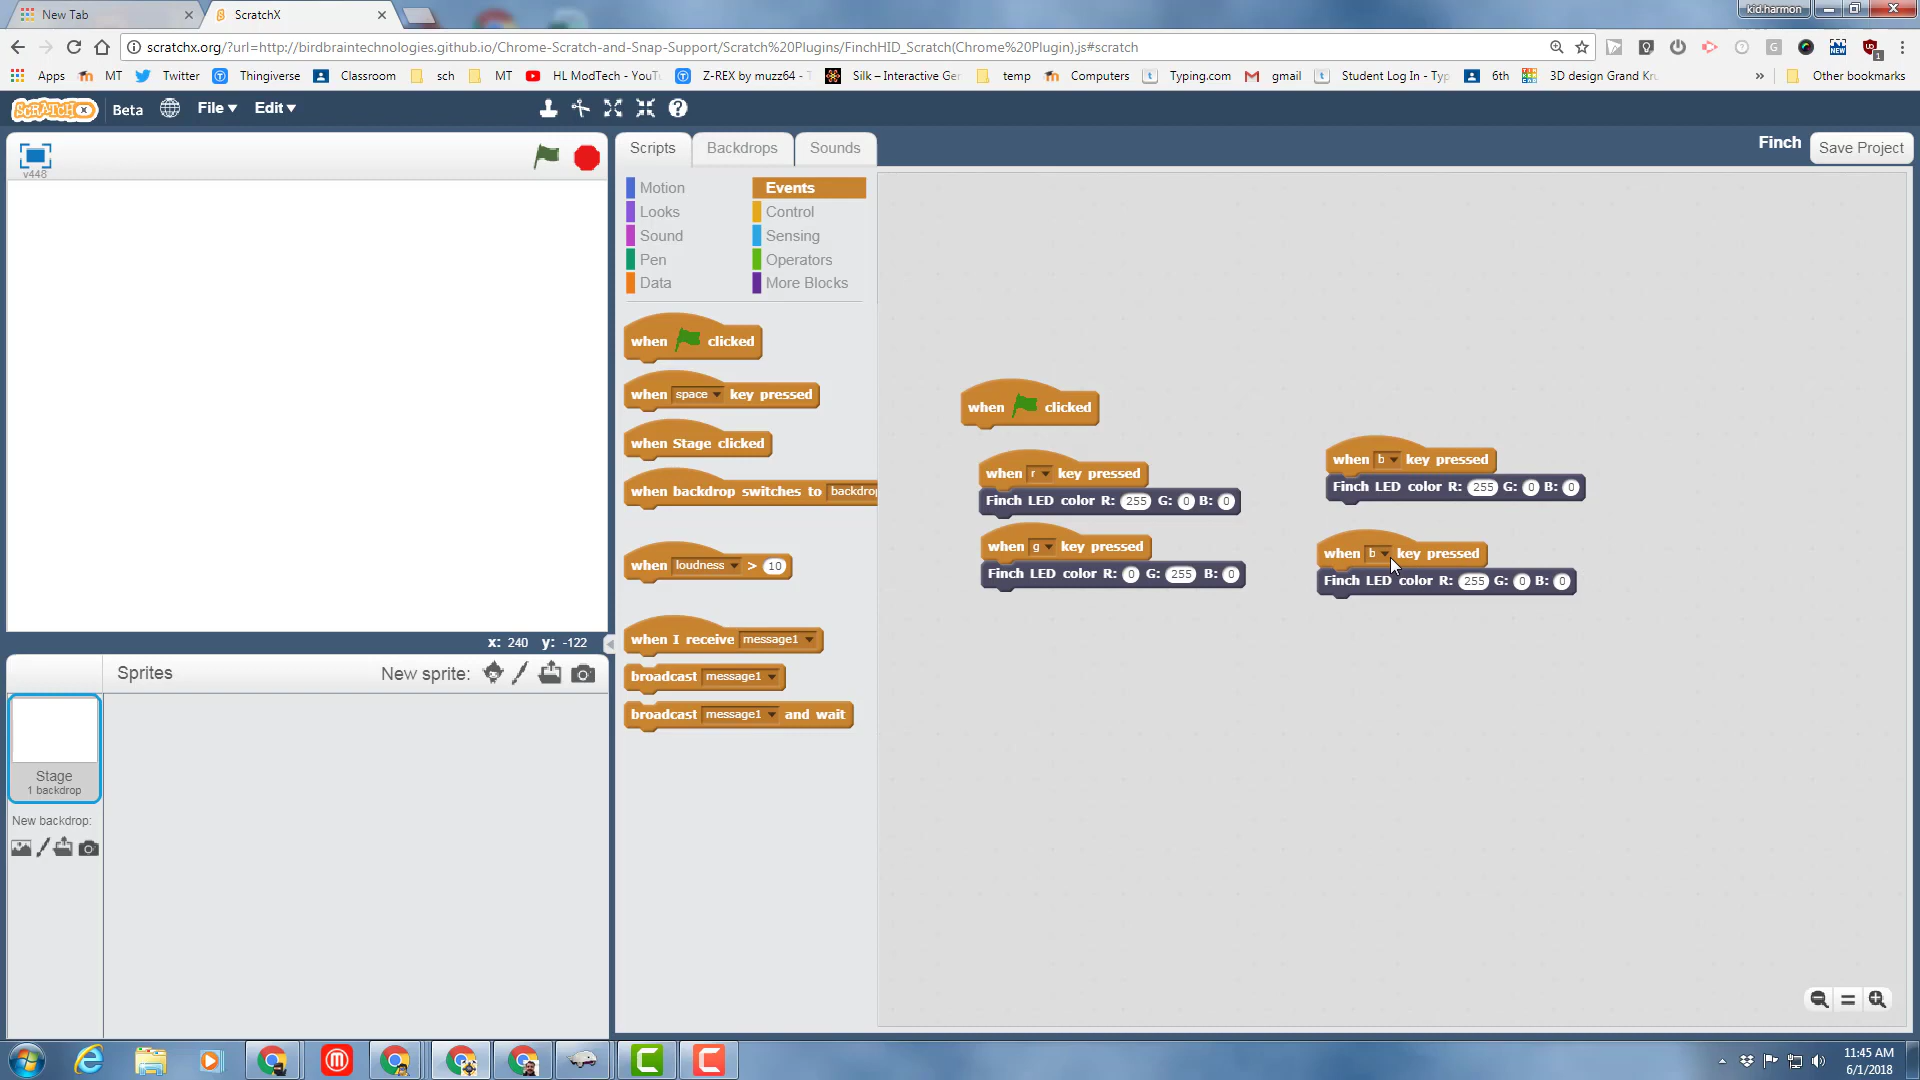 New Tab
ScratchX
kid.harmon
scratchx.org/?url=http://birdbraintechnologies.github.io/Chrome-Scratch-and-Snap-Support/Scratch%20Plugins/FinchHID_Scratch(Chrome%20Plugin).js#scratch
Apps MT Twitter Thingiverse Classroom sch MT HL ModTech - YouTu Z-REX by muzz64 - T Silk – Interactive Ge temp Computers Typing.com gmail Student Log In - Typ 6th 3D design Grand Kru » Other bookmarks
SCRATCHX Beta File Edit
v448
Scripts Backdrops Sounds
Finch Save Project
Motion Events
Looks Control
Sound Sensing
Pen Operators
Data More Blocks
when clicked
when space key pressed
when Stage clicked
when backdrop switches to backdrop
when loudness > 10
when I receive message1
broadcast message1
broadcast message1 and wait
when clicked
when r key pressed
Finch LED color R: 255 G: 0 B: 0
when g key pressed
Finch LED color R: 0 G: 255 B: 0
when b key pressed
Finch LED color R: 255 G: 0 B: 0
when b key pressed
Finch LED color R: 255 G: 0 B: 0
x: 240 y: -122
Sprites New sprite:
Stage
1 backdrop
New backdrop:
11:45 AM
6/1/2018